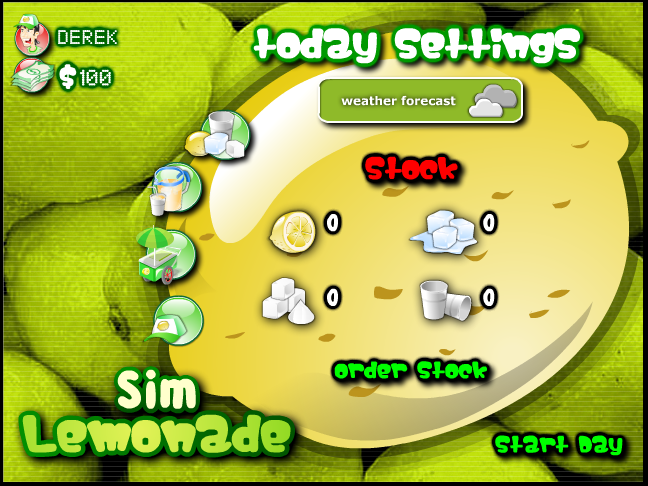 DEREK
$100
today settings
weather forecast
Stock
0
0
0
0
order Stock
Sim
Lemonade
Start Day